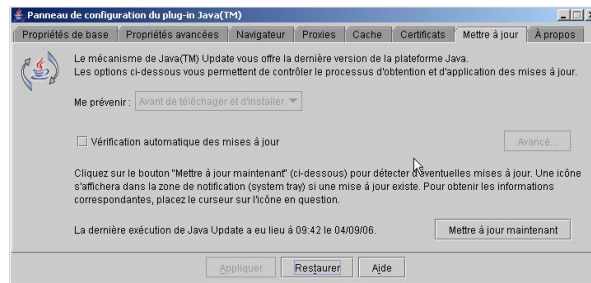 Panneau de configuration du plug-in Java(TM)
Propriétés de base Propriétés avancées Navigateur Proxies Cache Certificats Mettre à jour À propos
Le mécanisme de Java(TM) Update vous offre la dernière version de la plateforme Java.
Les options ci-dessous vous permettent de contrôler le processus d'obtention et d'application des mises à jour.
Me prévenir : Avant de téléchager et d'installer
Vérification automatique des mises à jour Avancé...
Cliquez sur le bouton "Mettre à jour maintenant" (ci-dessous) pour détecter d'éventuelles mises à jour. Une icône
s'affichera dans la zone de notification (system tray) si une mise à jour existe. Pour obtenir les informations
correspondantes, placez le curseur sur l'icône en question.
La dernière exécution de Java Update a eu lieu à 09:42 le 04/09/06. Mettre à jour maintenant
Appliquer Restaurer Aide